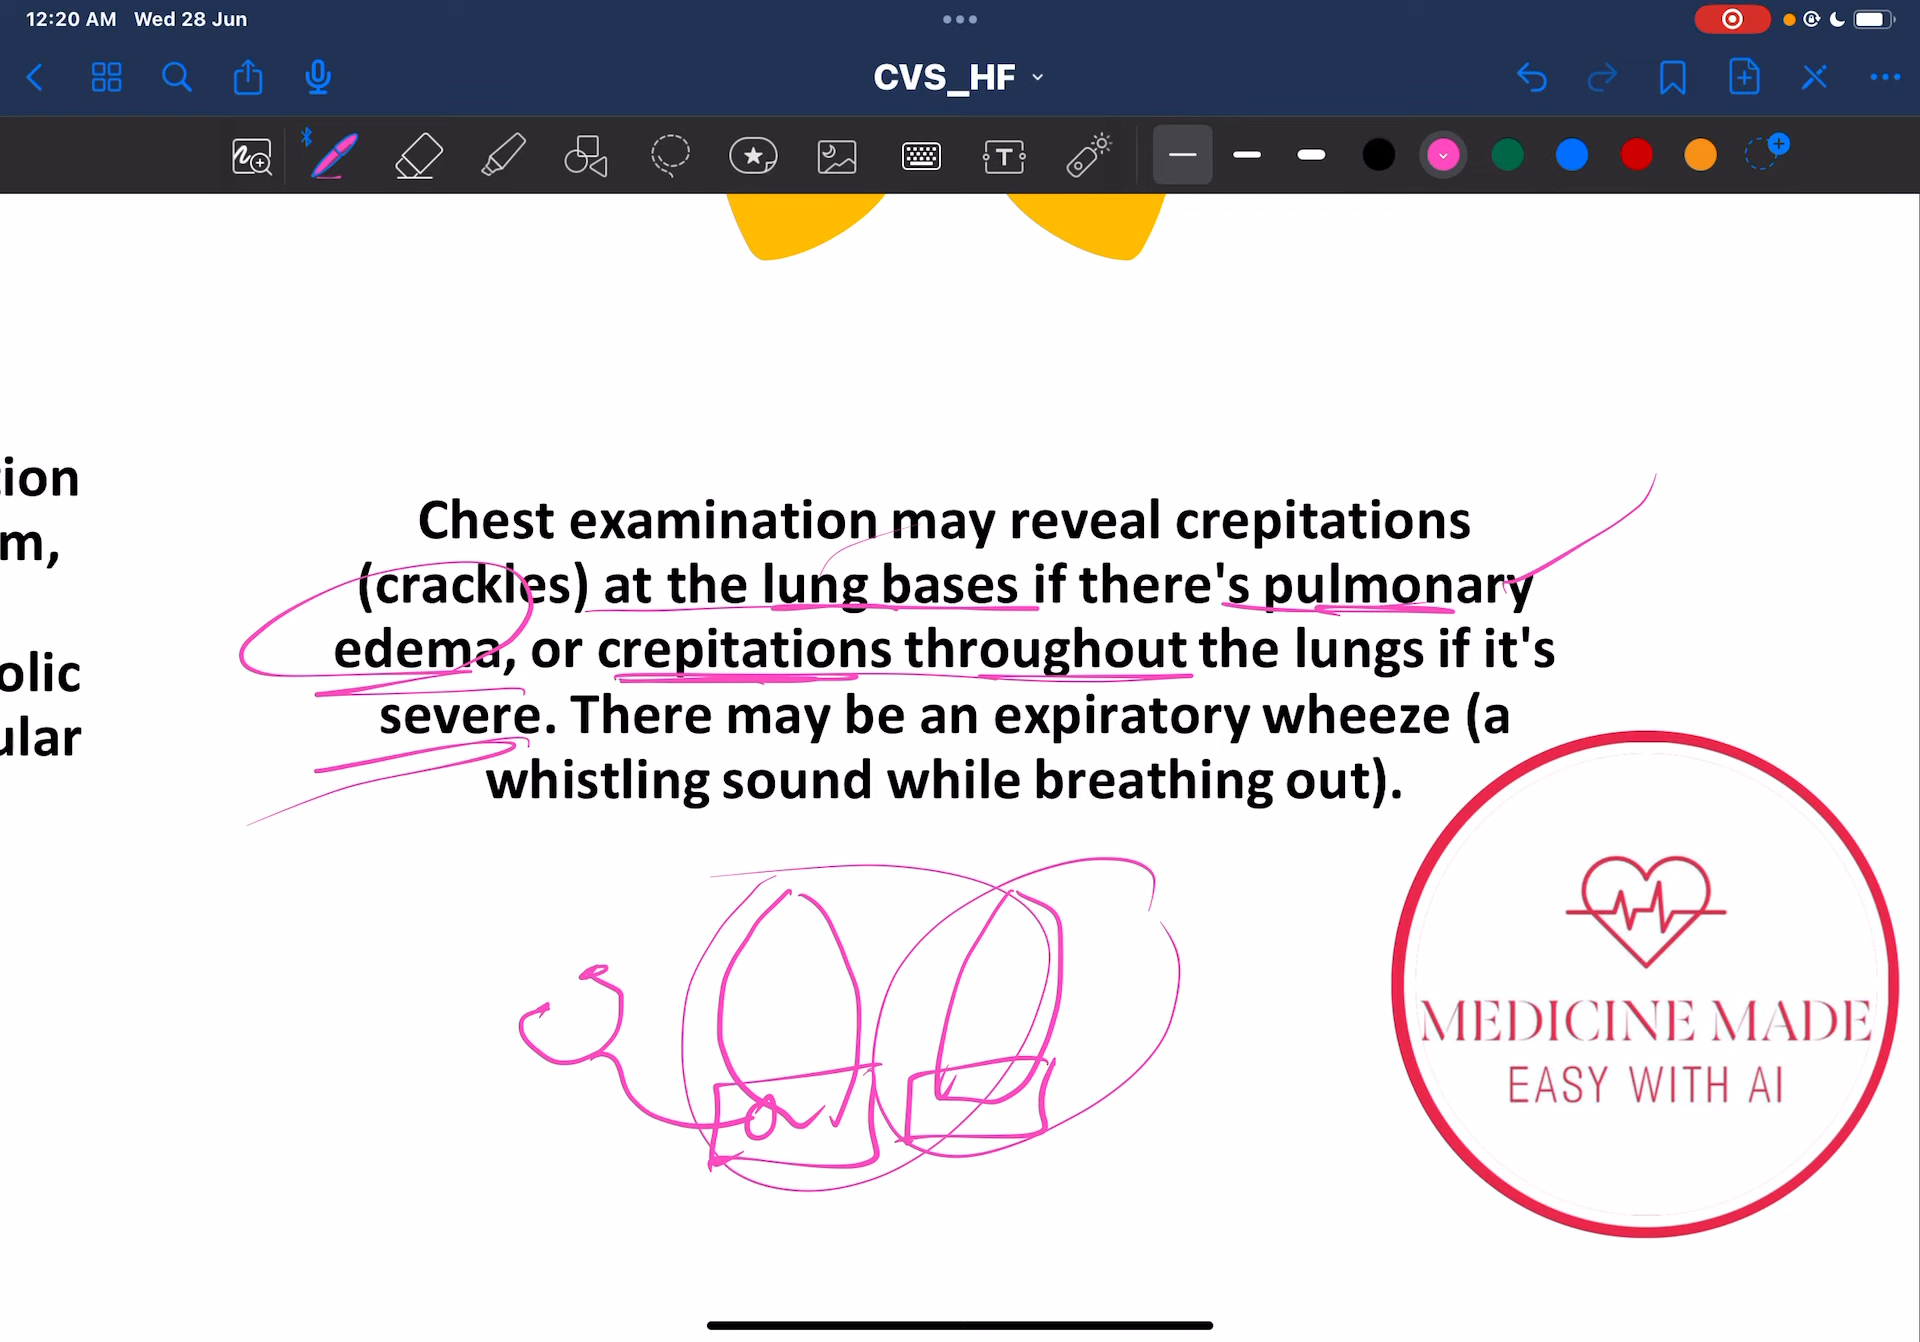 12:20 AM Wed 28 Jun
CVS_HF
T
tion
m,
olic
ular
Chest examination may reveal crepitations
(crackles) at the lung bases if there's pulmonary
edema, or crepitations throughout the lungs if it's
severe. There may be an expiratory wheeze (a
whistling sound while breathing out).
MEDICINE MADE
EASY WITH AI